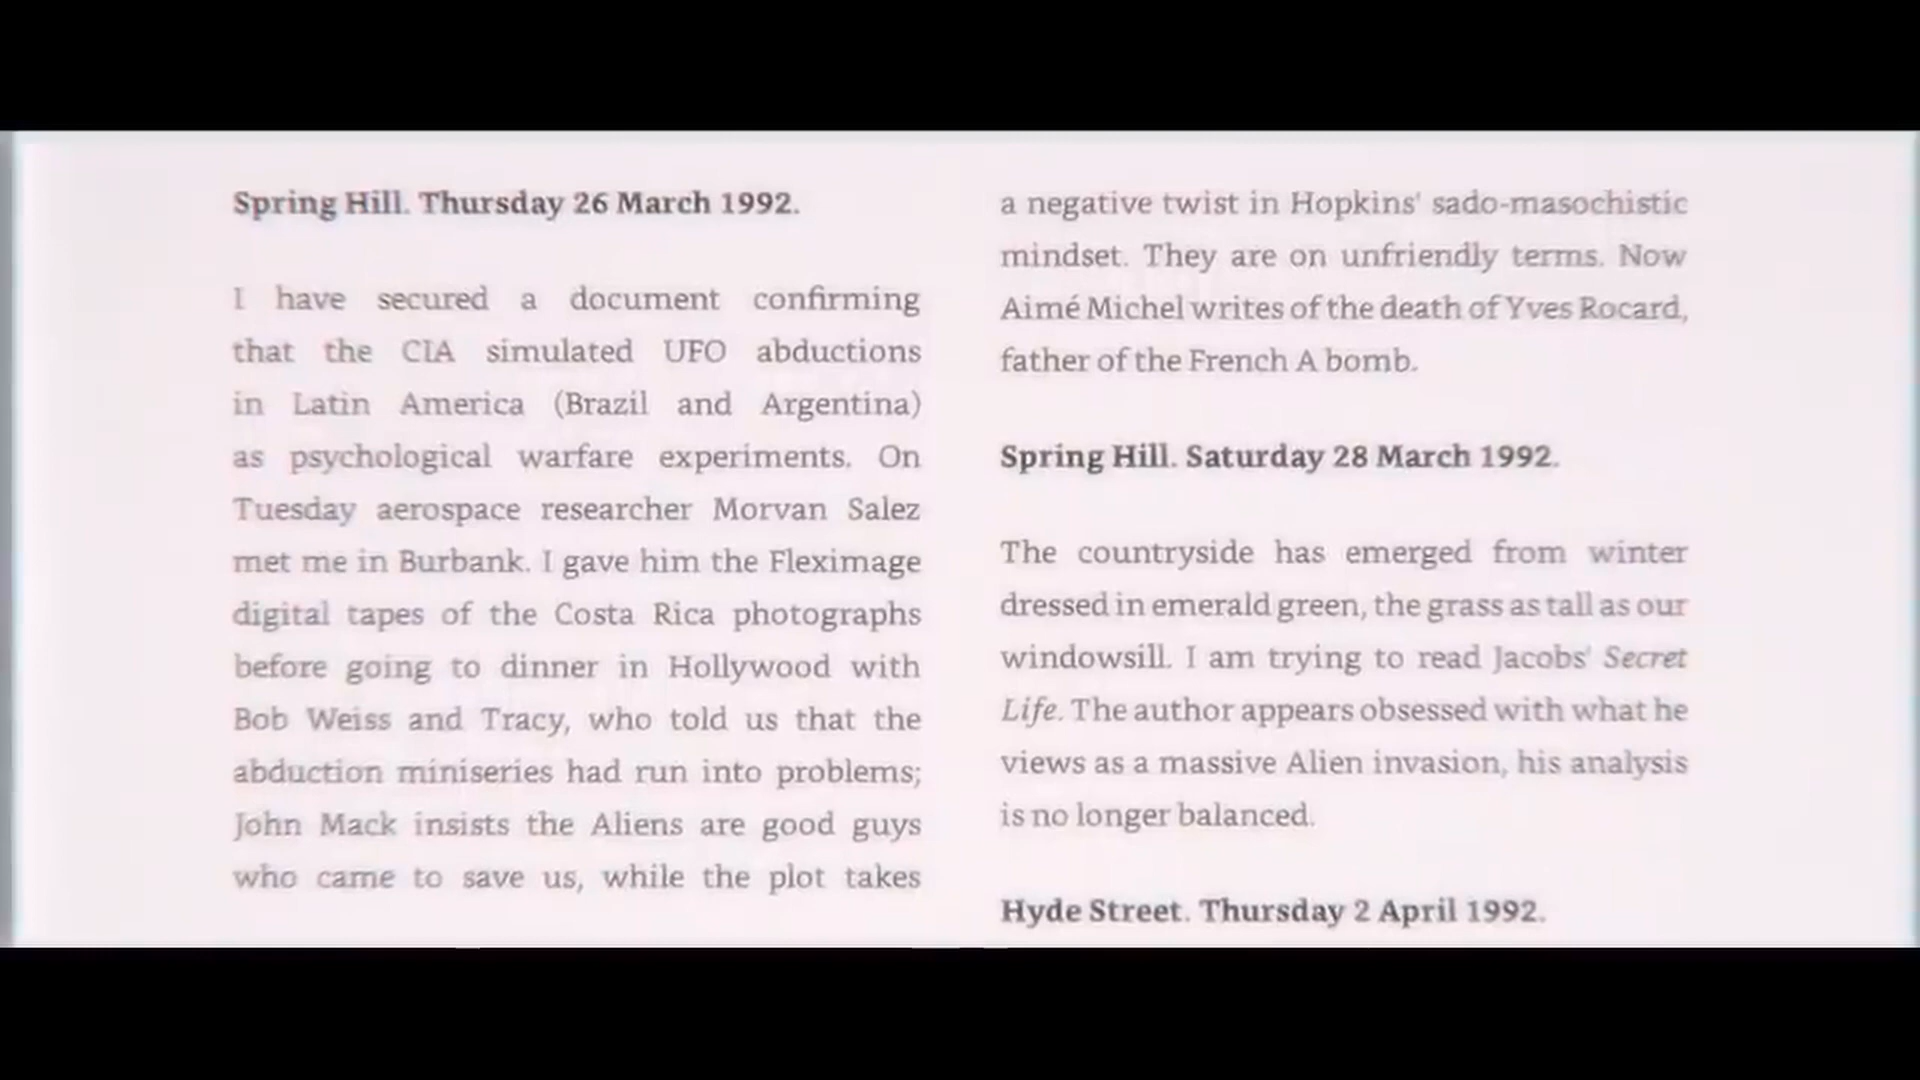 Spring Hill. Thursday 26 March 1992.
I have secured a document confirming
that the CIA simulated UFO abductions
in Latin America (Brazil and Argentina)
as psychological warfare experiments. On
Tuesday aerospace researcher Morvan Salez
met me in Burbank. I gave him the Fleximage
digital tapes of the Costa Rica photographs
before going to dinner in Hollywood with
Bob Weiss and Tracy, who told us that the
abduction miniseries had run into problems;
John Mack insists the Aliens are good guys
who came to save us, while the plot takes
a negative twist in Hopkins' sado-masochistic
mindset. They are on unfriendly terms. Now
Aimé Michel writes of the death of Yves Rocard,
father of the French A bomb.
Spring Hill. Saturday 28 March 1992.
The countryside has emerged from winter
dressed in emerald green, the grass as tall as our
windowsill. I am trying to read Jacobs' Secret
Life. The author appears obsessed with what he
views as a massive Alien invasion, his analysis
is no longer balanced.
Hyde Street. Thursday 2 April 1992.